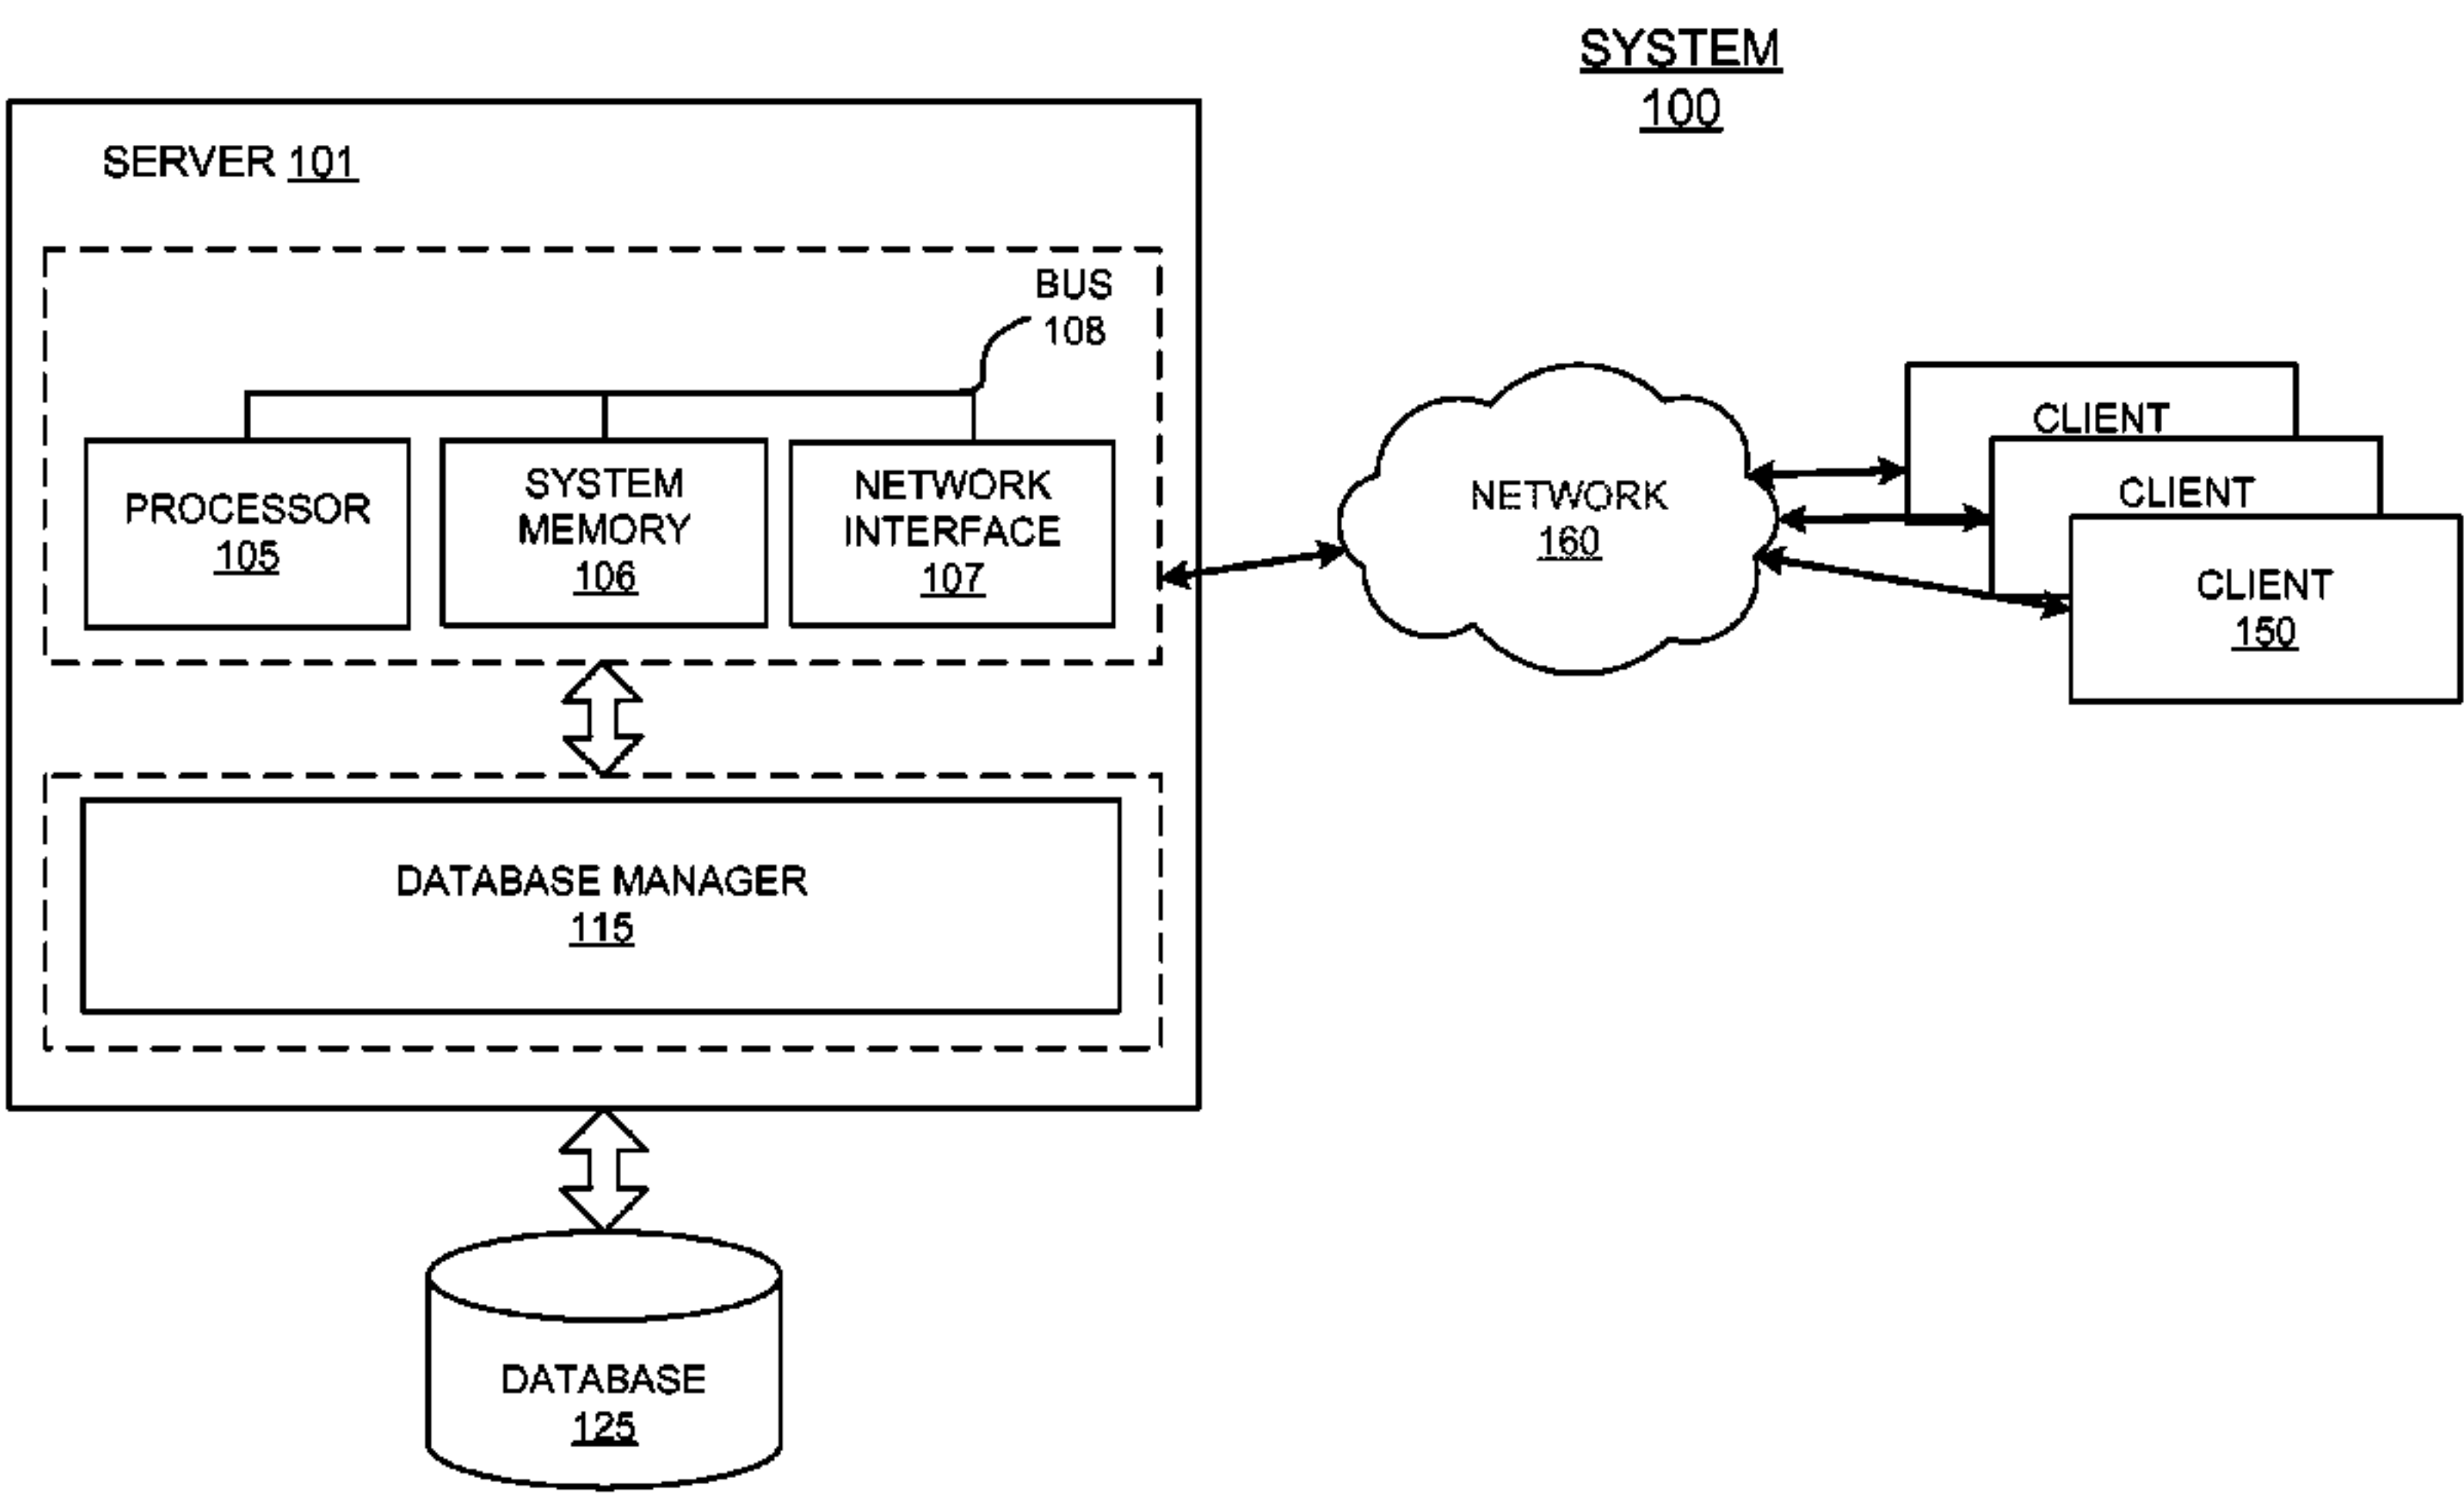 SYSTEM
100
SERVER 101
BUS
108
PROCESSOR
105
SYSTEM
MEMORY
106
NETWORK
INTERFACE
107
NETWORK
160
CLIENT
CLIENT
CLIENT
150
DATABASE MANAGER
115
DATABASE
125